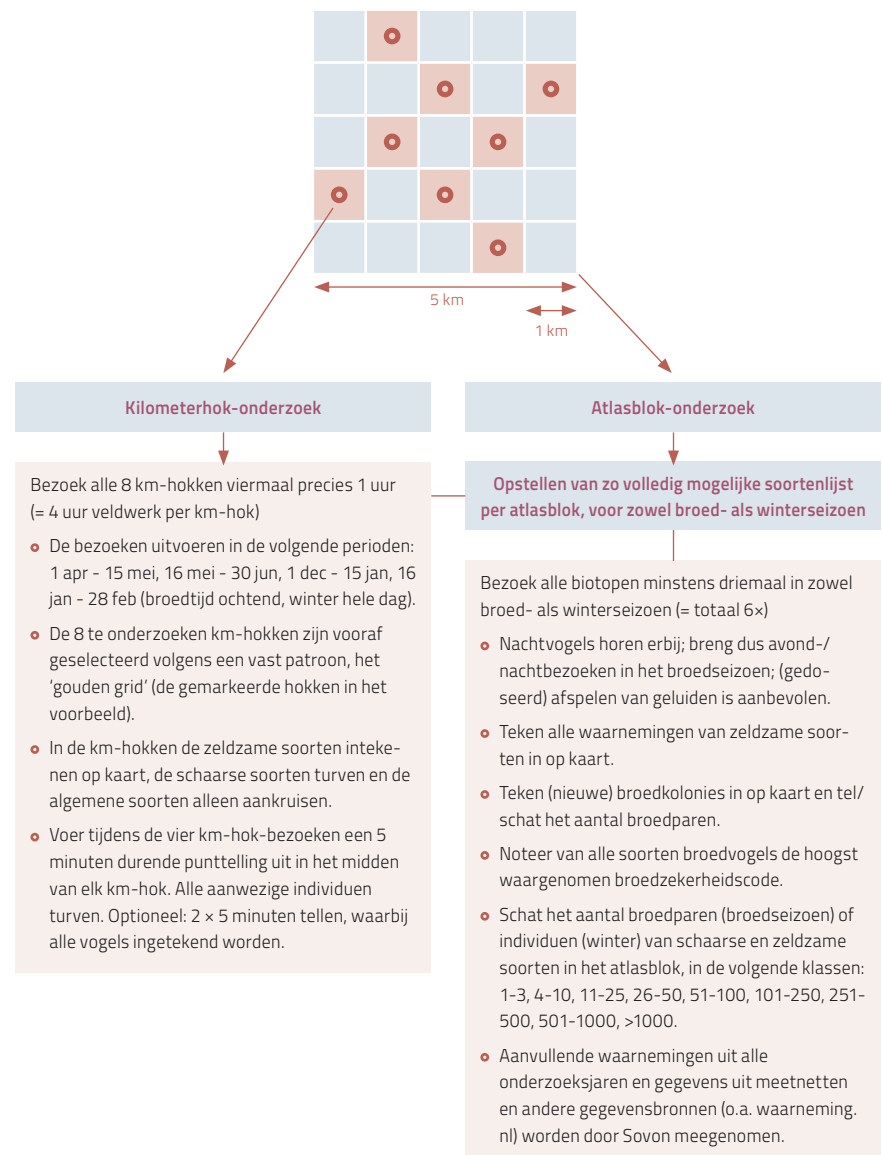 5 km
1 km
Kilometerhok-onderzoek
Bezoek alle 8 km-hokken viermaal precies 1 uur
(= 4 uur veldwerk per km-hok)
De bezoeken uitvoeren in de volgende perioden:
1 apr - 15 mei, 16 mei - 30 jun, 1 dec - 15 jan, 16
jan - 28 feb (broedtijd ochtend, winter hele dag).
De 8 te onderzoeken km-hokken zijn vooraf
geselecteerd volgens een vast patroon, het
‘gouden grid’ (de gemarkeerde hokken in het
voorbeeld).
In de km-hokken de zeldzame soorten inteke-
nen op kaart, de schaarse soorten turven en de
algemene soorten alleen aankruisen.
Voer tijdens de vier km-hok-bezoeken een 5
minuten durende punttelling uit in het midden
van elk km-hok. Alle aanwezige individuen
turven. Optioneel: 2 × 5 minuten tellen, waarbij
alle vogels ingetekend worden.
Atlasblok-onderzoek
Opstellen van zo volledig mogelijke soortenlijst
per atlasblok, voor zowel broed- als winterseizoen
Bezoek alle biotopen minstens driemaal in zowel
broed- als winterseizoen (= totaal 6×)
Nachtvogels horen erbij; breng dus avond-/
nachtbezoeken in het broedseizoen; (gedo-
seerd) afspelen van geluiden is aanbevolen.
Teken alle waarnemingen van zeldzame soor-
ten in op kaart.
Teken (nieuwe) broedkolonies in op kaart en tel/
schat het aantal broedparen.
Noteer van alle soorten broedvogels de hoogst
waargenomen broedzekerheidscode.
Schat het aantal broedparen (broedseizoen) of
individuen (winter) van schaarse en zeldzame
soorten in het atlasblok, in de volgende klassen:
1-3, 4-10, 11-25, 26-50, 51-100, 101-250, 251-
500, 501-1000, >1000.
Aanvullende waarnemingen uit alle
onderzoeksjaren en gegevens uit meetnetten
en andere gegevensbronnen (o.a. waarneming.
nl) worden door Sovon meegenomen.